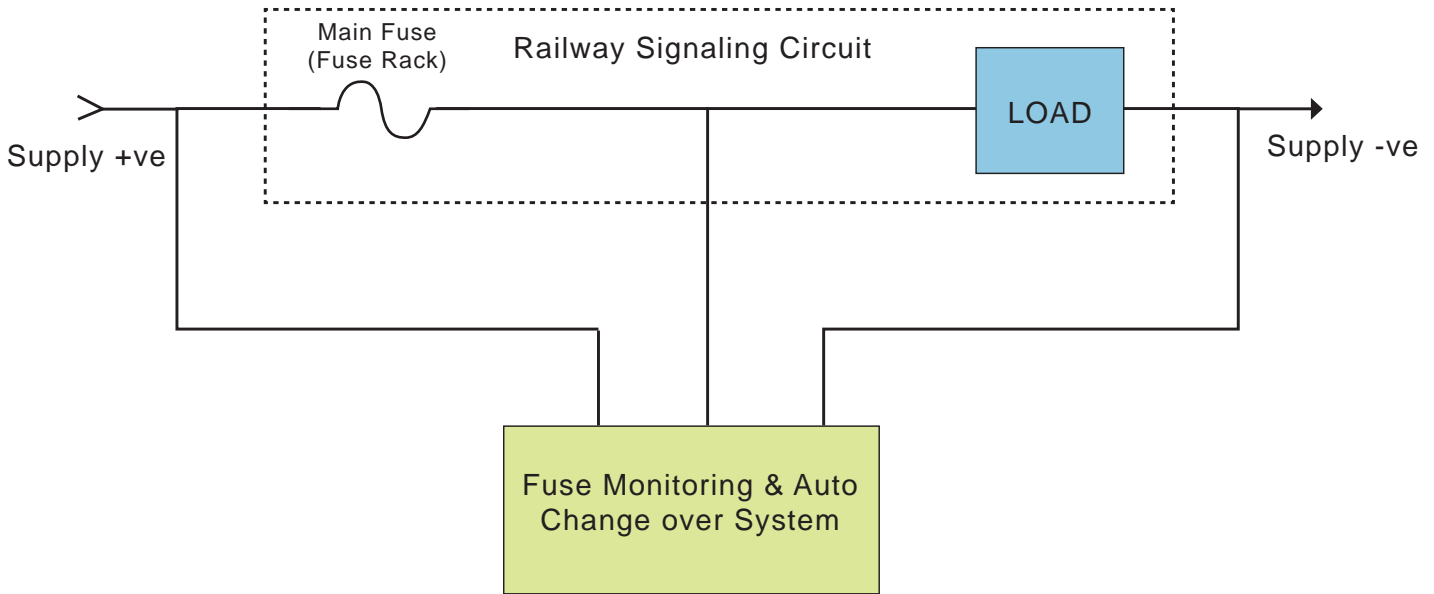 Main Fuse
(Fuse Rack)
Railway Signaling Circuit
LOAD
Supply +ve
Supply -ve
Fuse Monitoring & Auto
Change over System